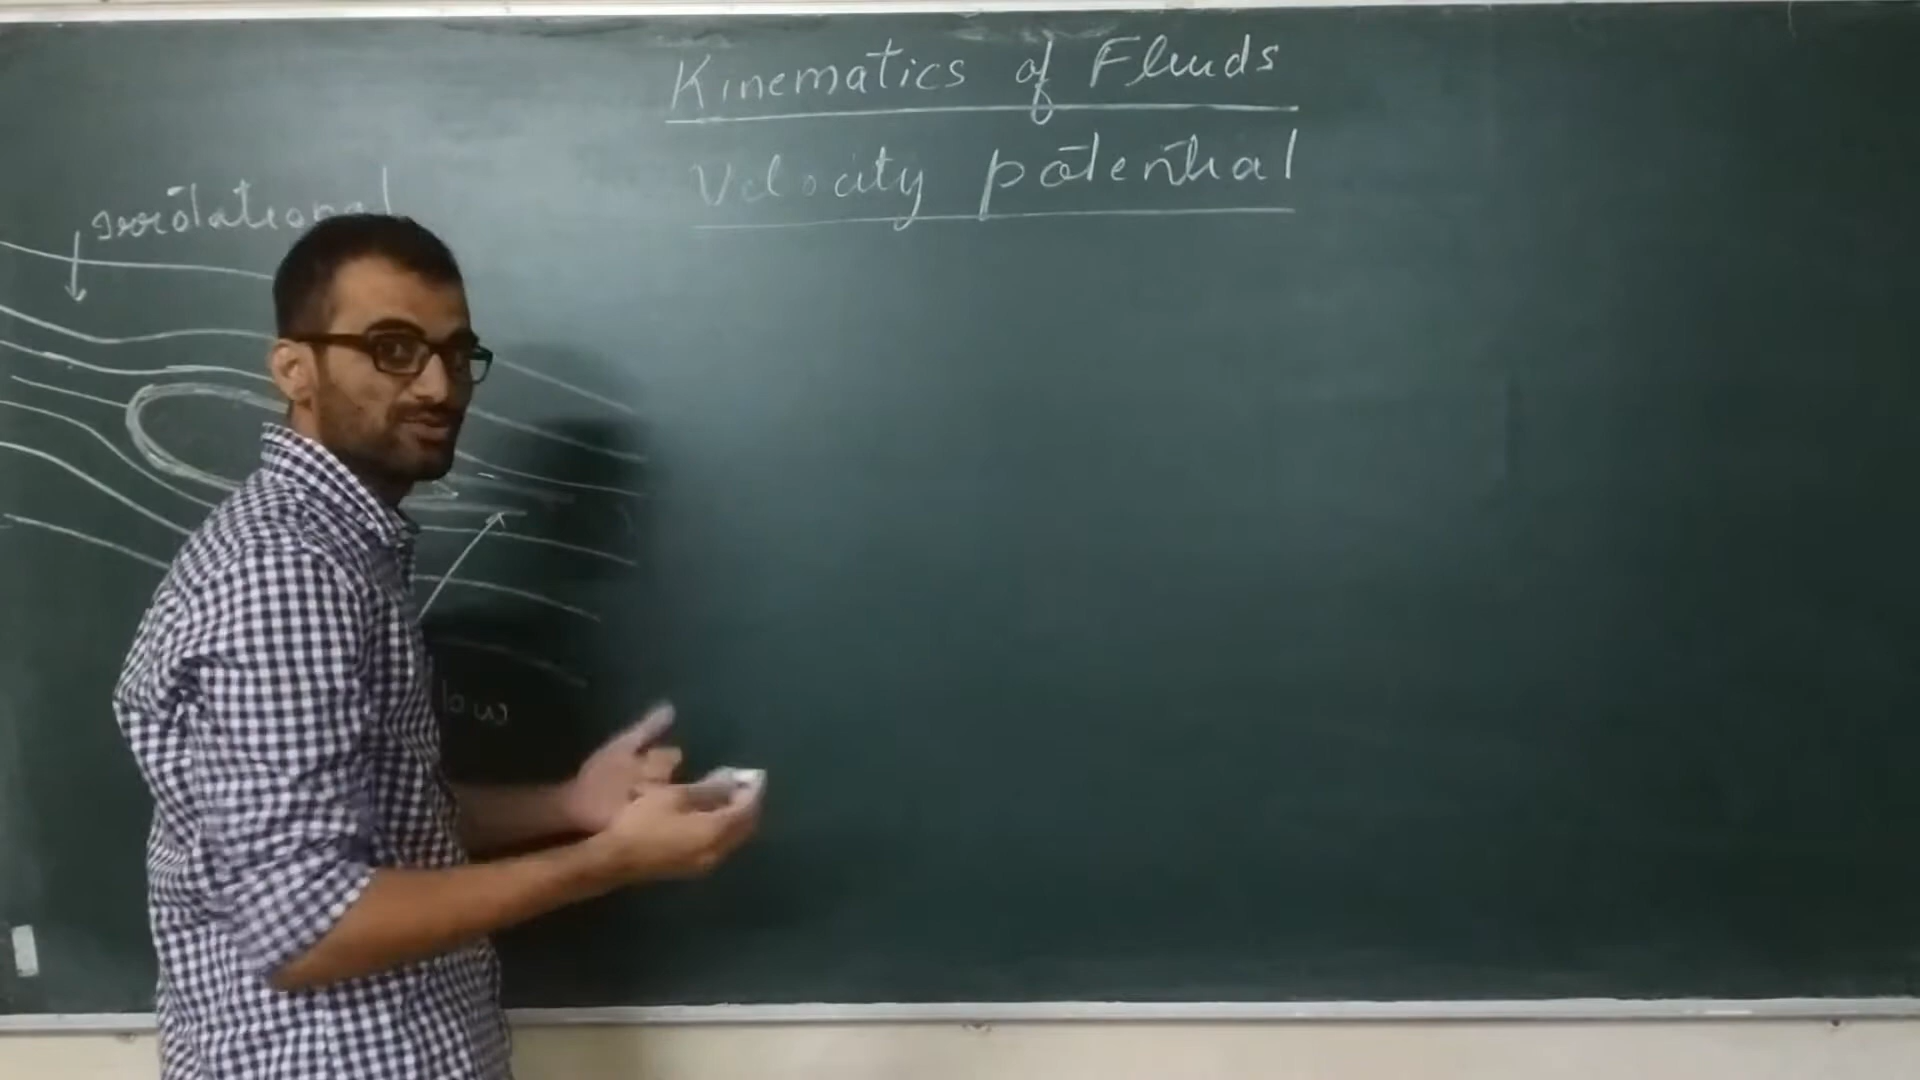 Kinematics of Fluids
Velocity potential
Irrotational